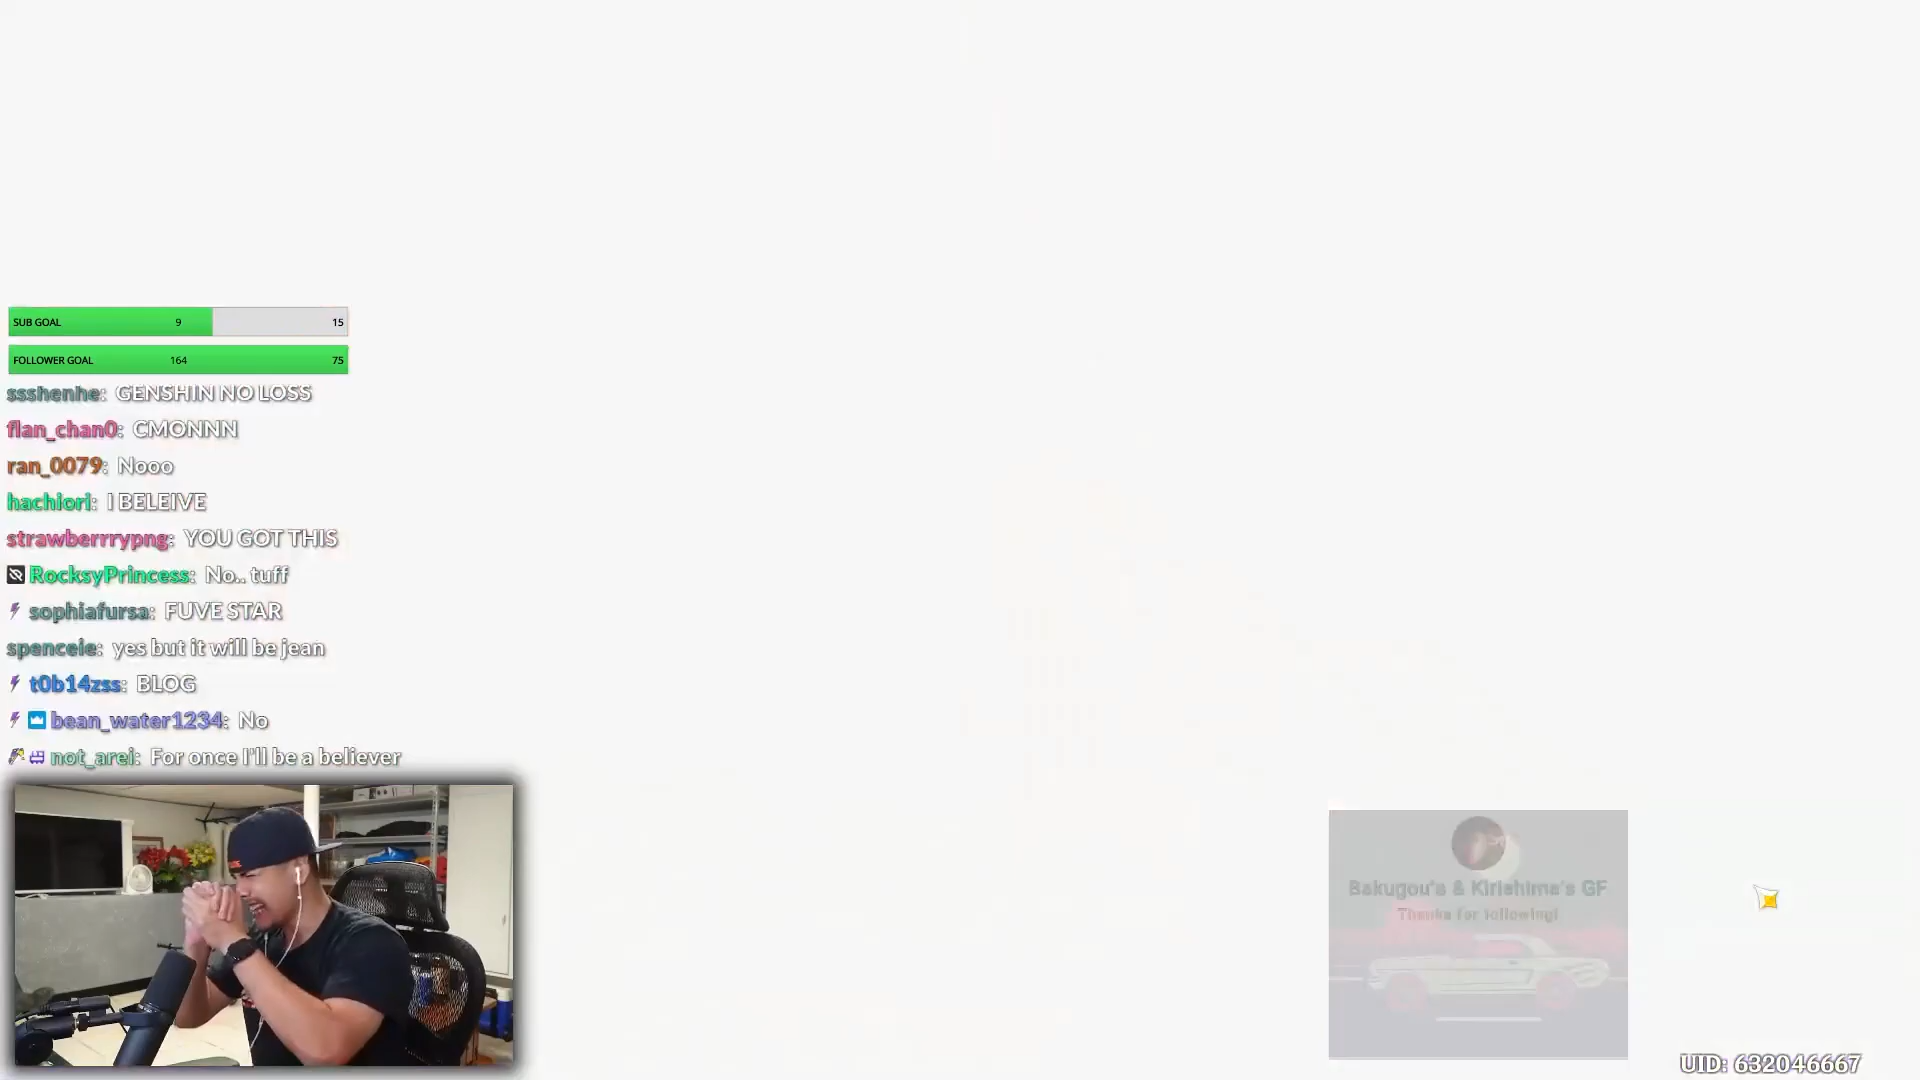 SUB GOAL 9 15
FOLLOWER GOAL 164 75
ssshenhe: GENSHIN NO LOSS
flan_chan0: CMONNN
ran_0079: Nooo
hachiori: I BELEIVE
strawberrrypng: YOU GOT THIS
RocksyPrincess: No.. tuff
sophiafursa: FUVE STAR
spenceie: yes but it will be jean
t0b14zss: BLOG
bean_water1234: No
not_arei: For once I'll be a believer
Bakugou's & Kirishima's GF
Thanks for following!
UID: 632046667